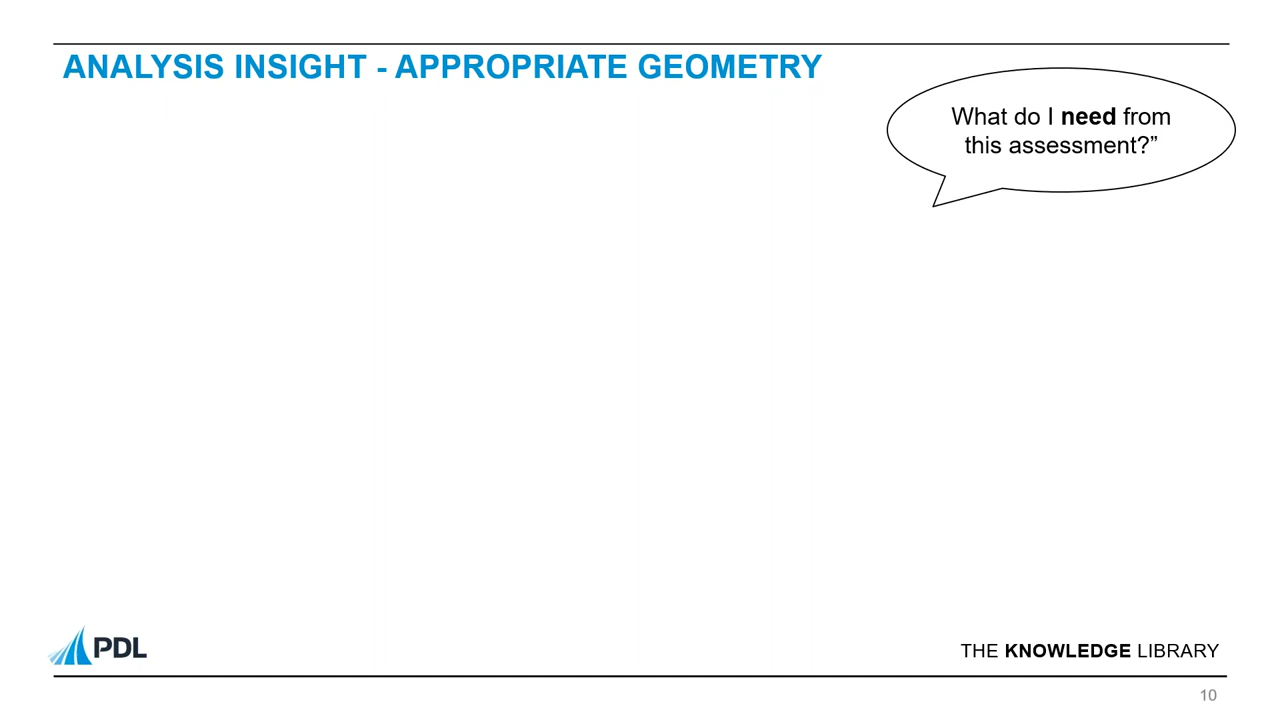 ANALYSIS INSIGHT - APPROPRIATE GEOMETRY
What do I need from
this assessment?”
PDL
THE KNOWLEDGE LIBRARY
10